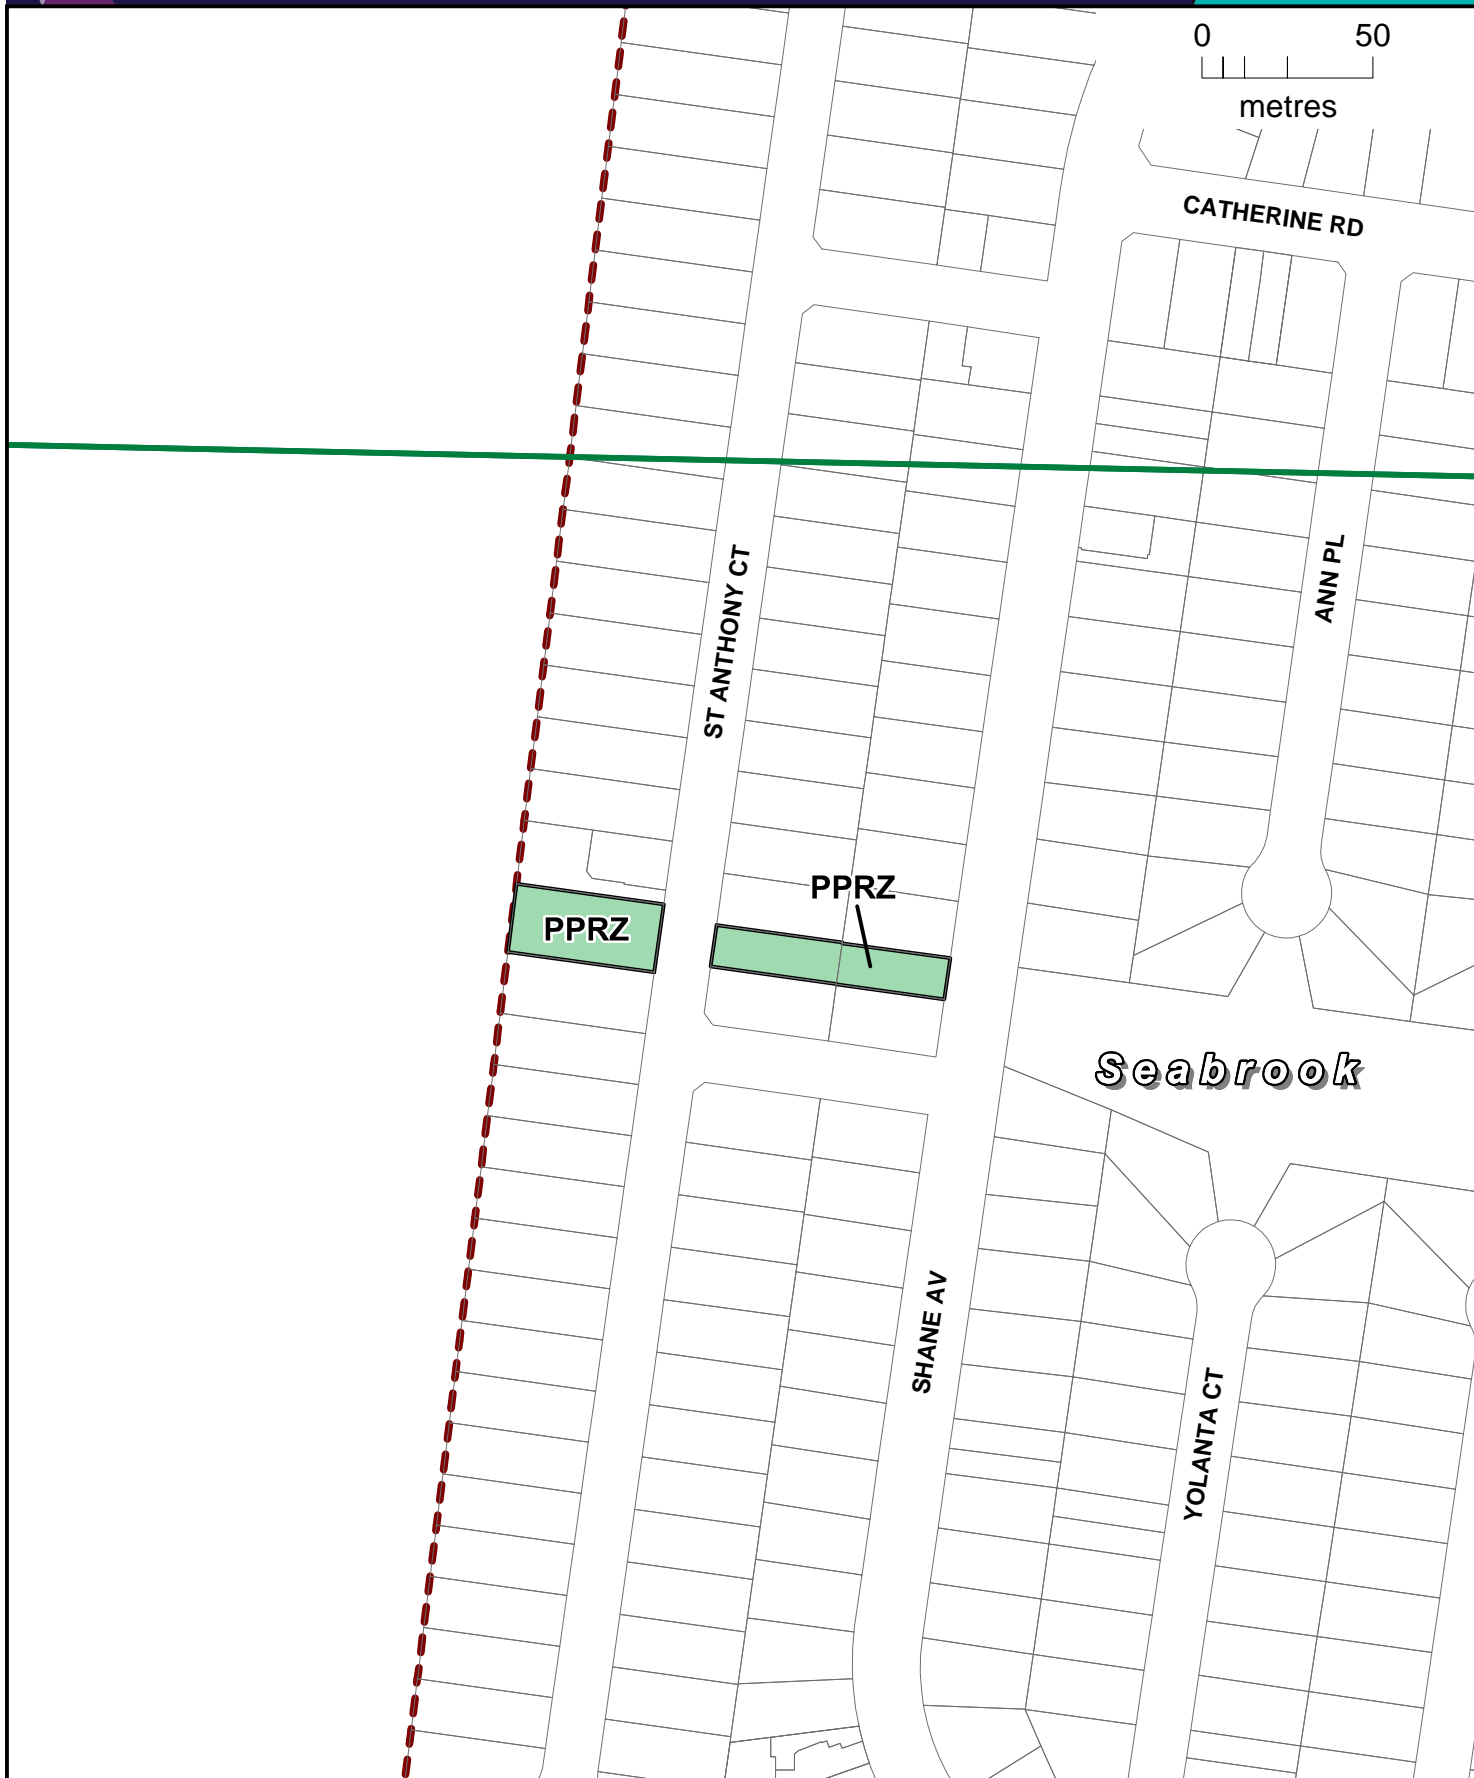 0 50
metres
CATHERINE RD
ANN PL
ST ANTHONY CT
PPRZ
PPRZ
Seabrook
SHANE AV
YOLANTA CT